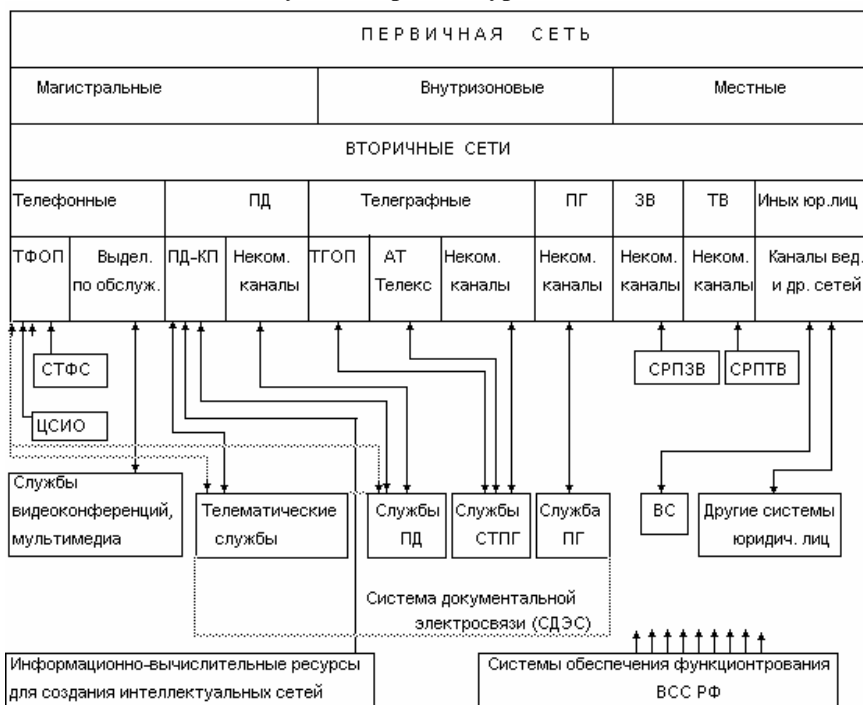 ПЕРВИЧНАЯ СЕТЬ
Магистральные Внутризоновые Местные
ВТОРИЧНЫЕ СЕТИ
Телефонные ПД Телеграфные ПГ ЗВ ТВ Иных юр.лиц
ТФОП Выдел. ПД-КП Неком. ТГОП АТ Неком. Неком. Неком. Неком. Каналы вед.
по обслуж. каналы Телекс каналы каналы каналы каналы и др. сетей
СТФС СРПЗВ СРПТВ
ЦСИО
Службы
видеоконференций,
мультимедиа
Телематические
службы
Службы
ПД
Службы
СТПГ
Служба
ПГ
ВС
Другие системы
юридич. лиц
Система документальной
электросвязи (СДЭС)
Информационно-вычислительные ресурсы
для создания интеллектуальных сетей
Системы обеспечения функционтрования
ВСС РФ